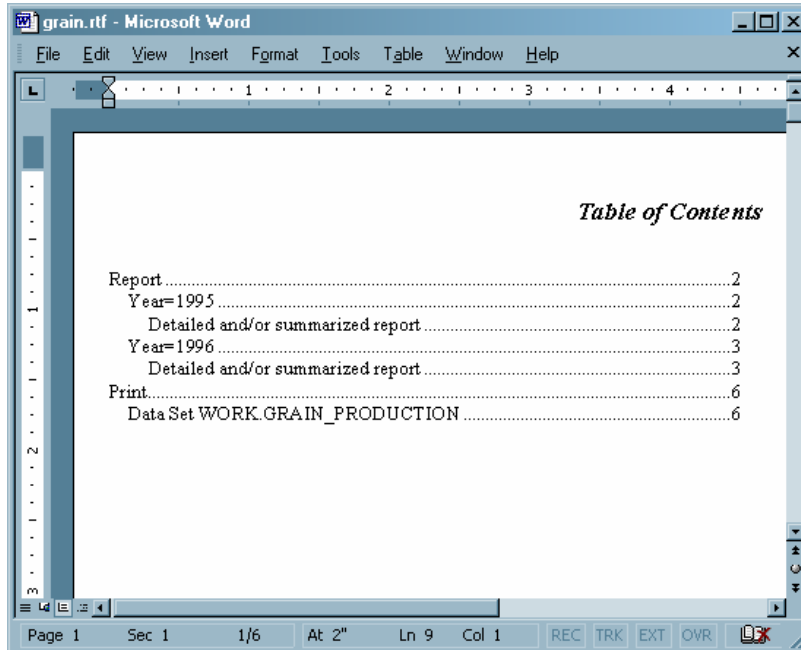 grain.rtf - Microsoft Word
File Edit View Insert Format Tools Table Window Help
1 2 3 4
Table of Contents
Report 2
Year=1995 2
Detailed and/or summarized report 2
Year=1996 3
Detailed and/or summarized report 3
Print 6
Data Set WORK.GRAIN_PRODUCTION 6
1
2
3
Page 1 Sec 1 1/6 At 2" Ln 9 Col 1 REC TRK EXT OVR